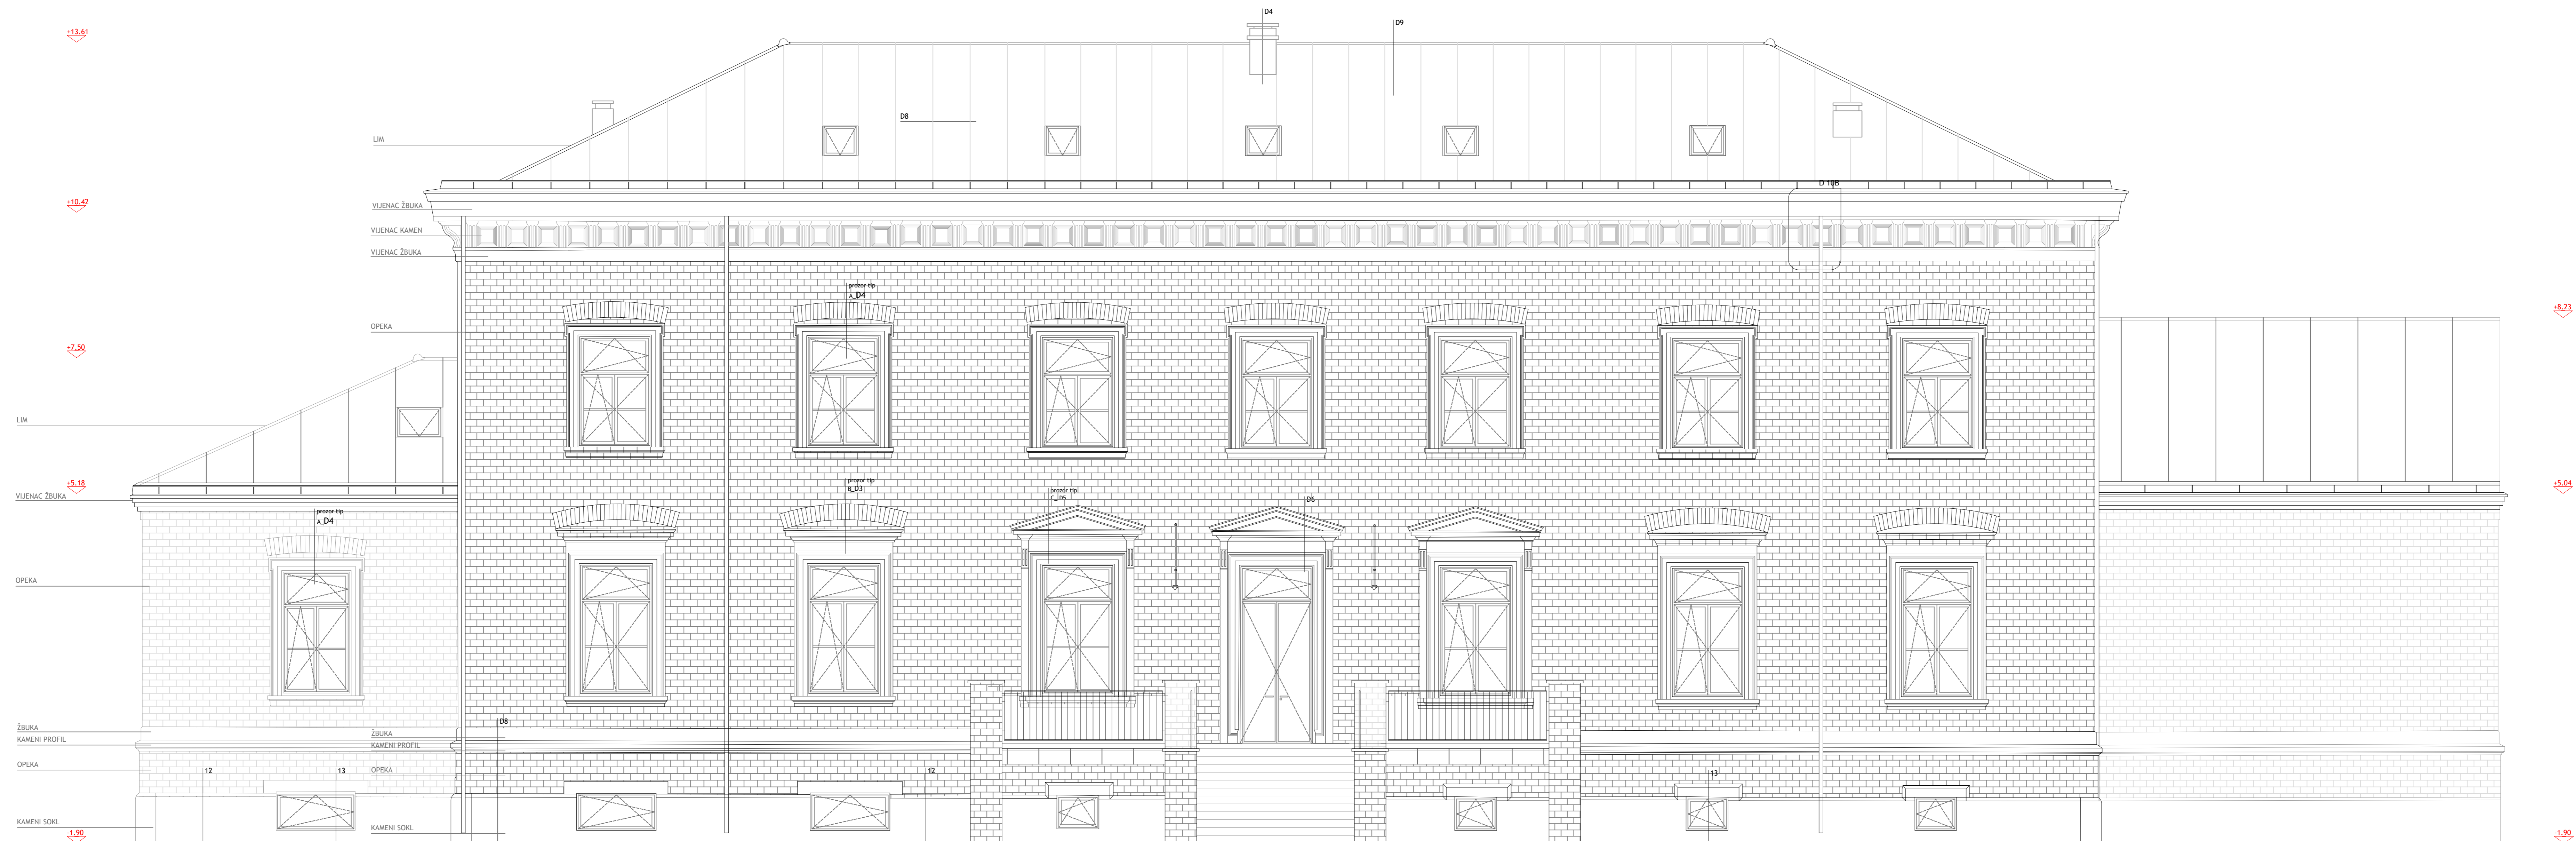 D4
D9
+13.61
D8
LIM
D 10B
+10.42
VIJENAC ŽBUKA
VIJENAC KAMEN
VIJENAC ŽBUKA
prozor tip
A_D4
+8.23
OPEKA
+7.50
LIM
+5.18
prozor tip
B_D3
+5.04
VIJENAC ŽBUKA
prozor tip
C_D5
D6
prozor tip
A_D4
OPEKA
D8
ŽBUKA
ŽBUKA
KAMENI PROFIL
KAMENI PROFIL
OPEKA
OPEKA
12
13
12
13
KAMENI SOKL
KAMENI SOKL
-1.90
-1.90